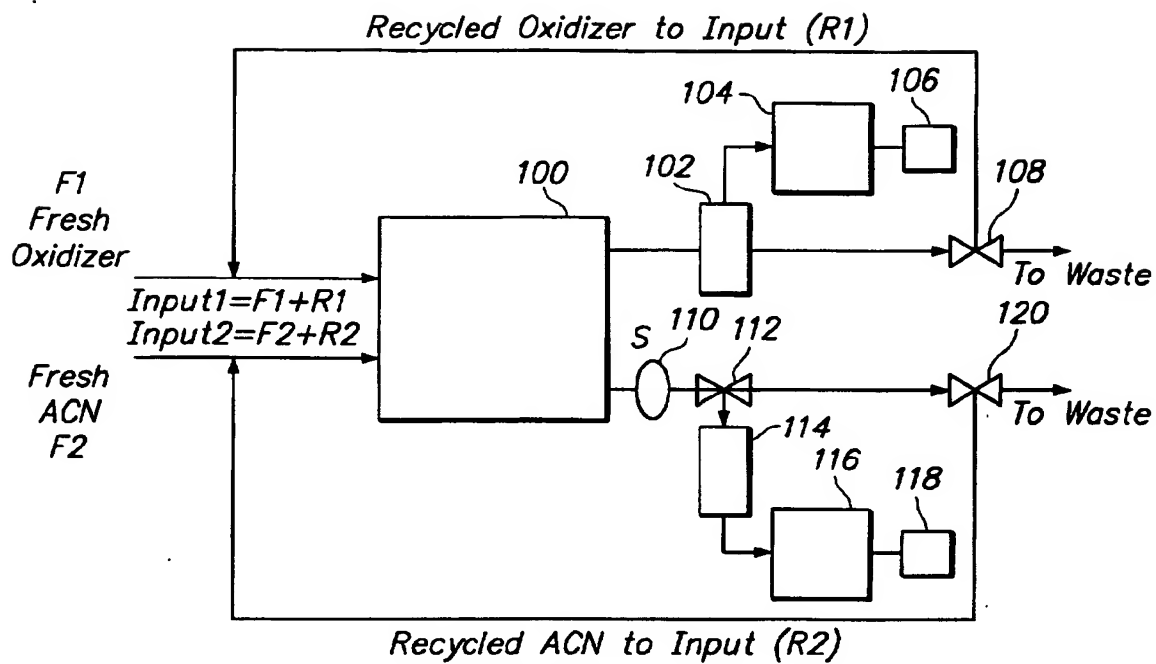 Recycled Oxidizer to Input (R1)
104
106
F1
Fresh
Oxidizer
100
102
108
To Waste
Input1=F1+R1
Input2=F2+R2
Fresh
ACN
F2
S
110
112
120
To Waste
114
116
118
Recycled ACN to Input (R2)